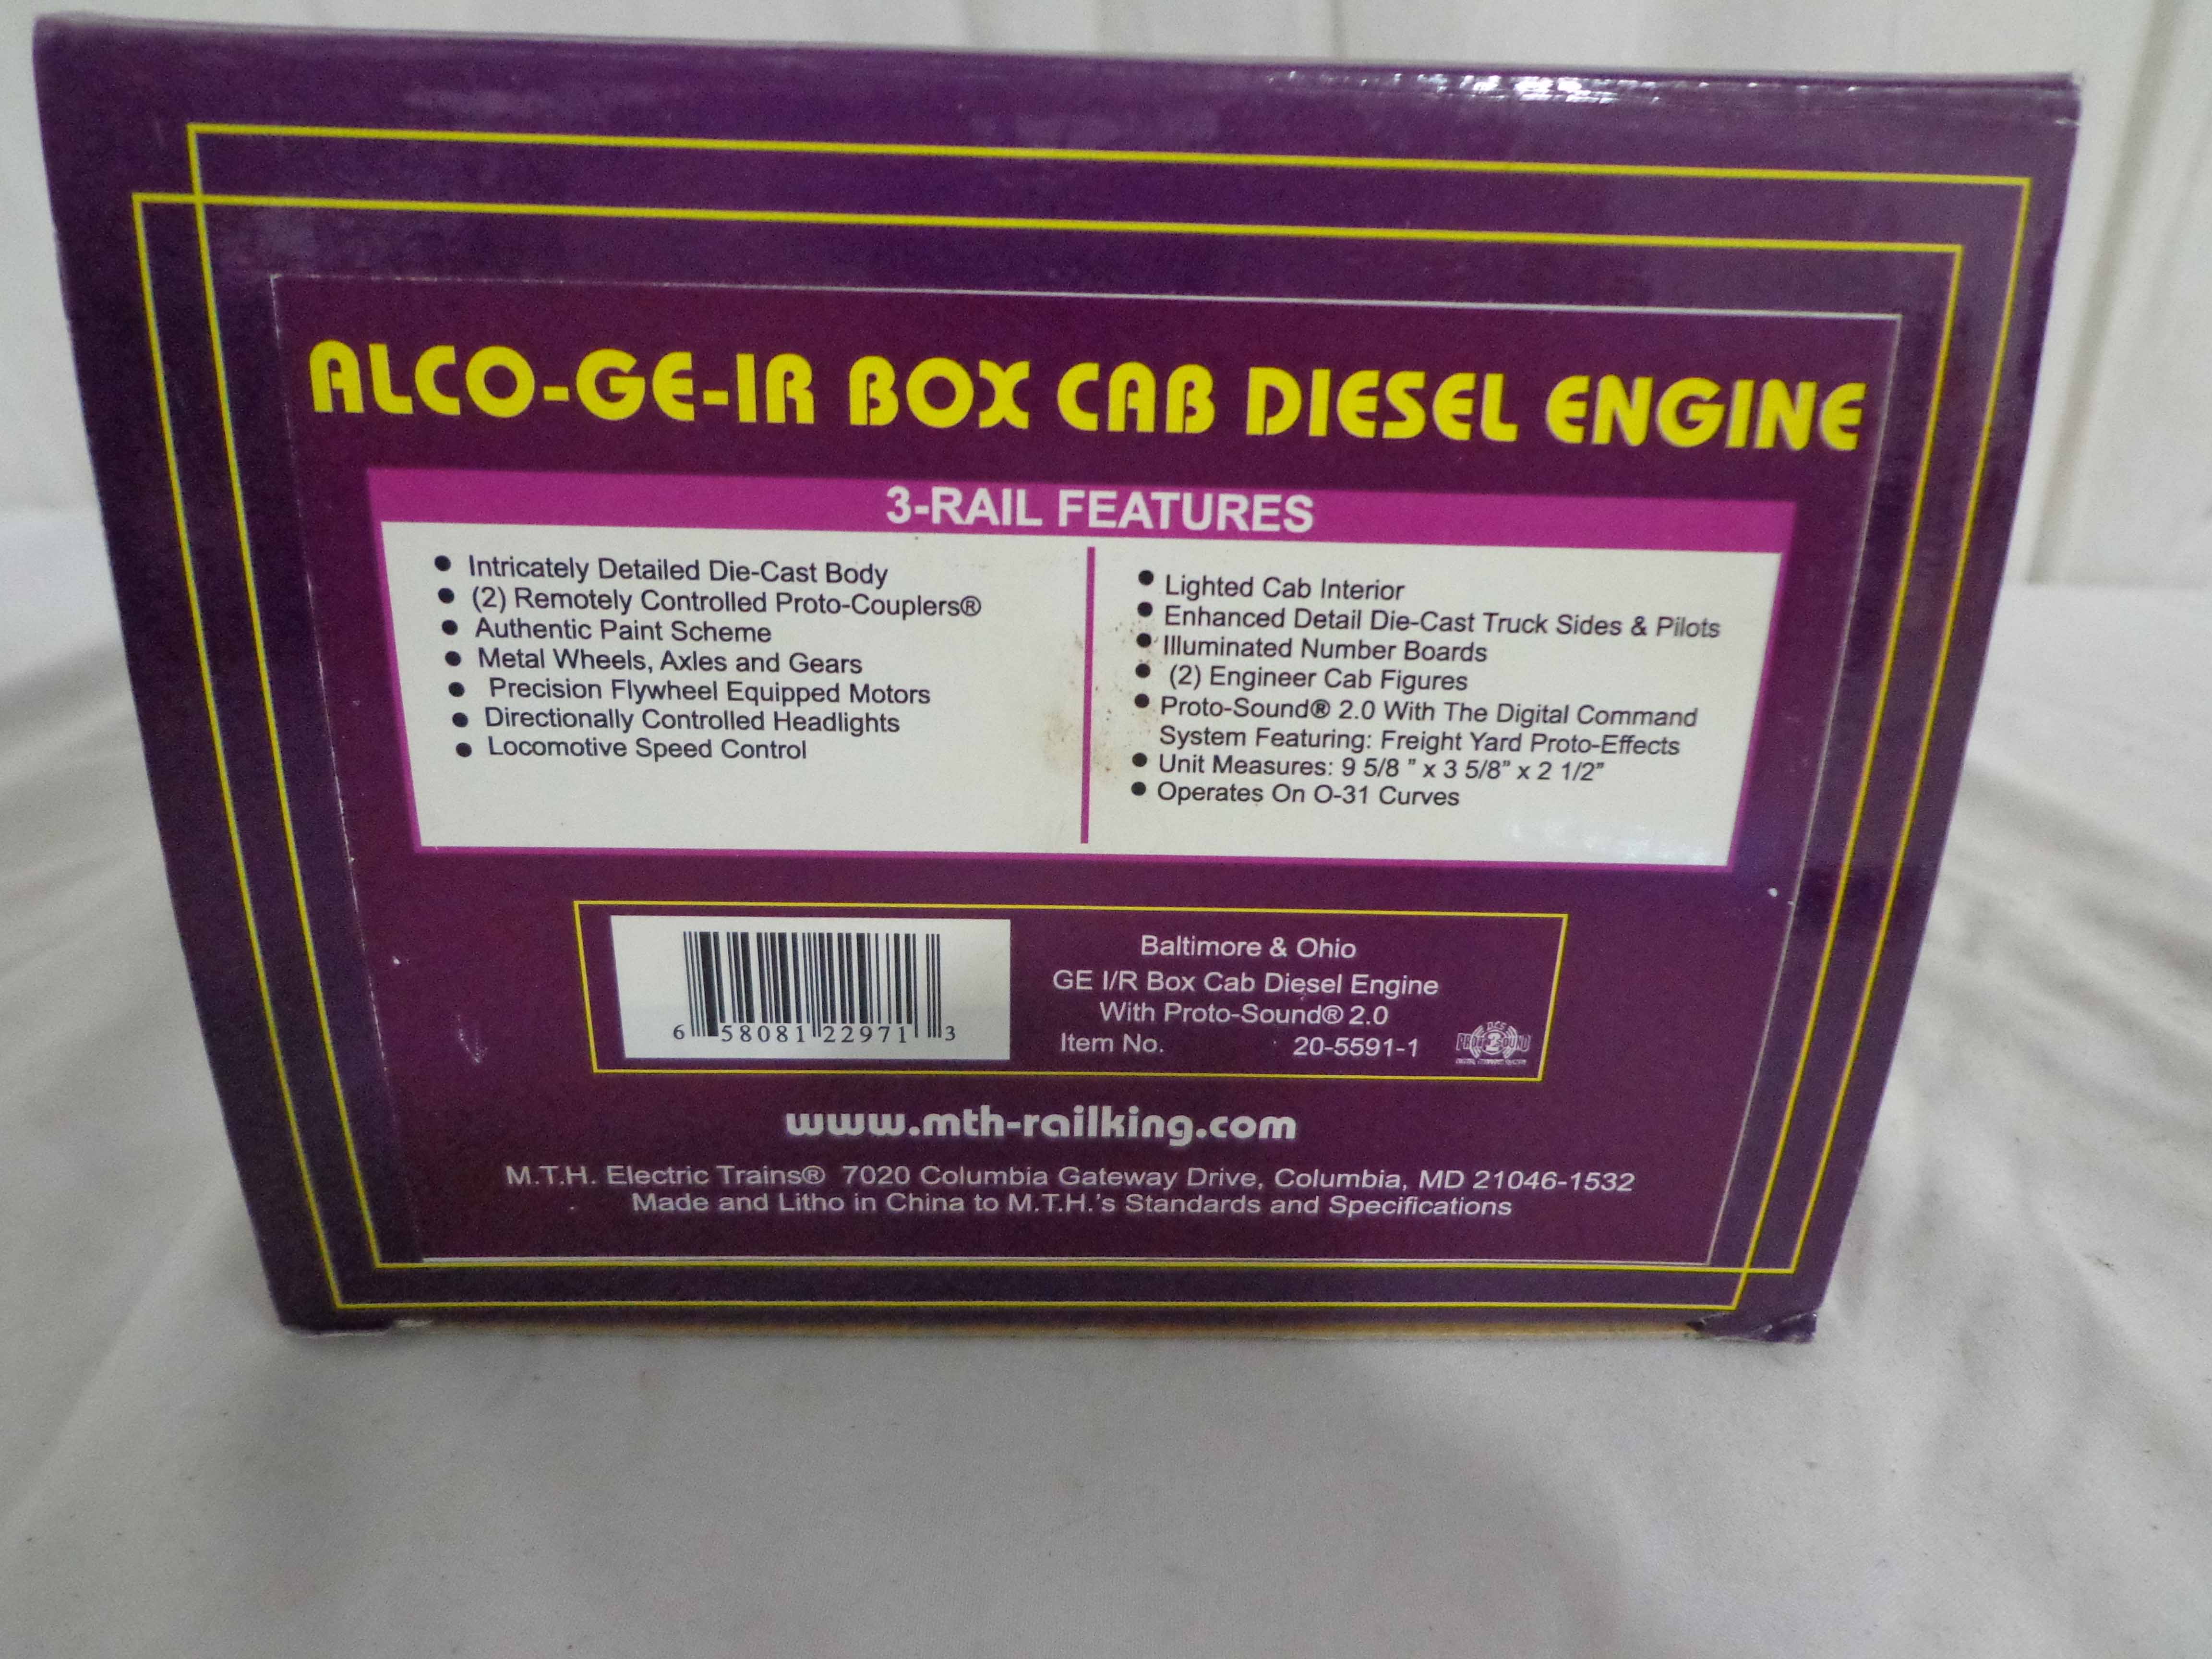 ALCO-GE-IR BOX CAB DIESEL ENGINE
3-RAIL FEATURES
● Intricately Detailed Die-Cast Body
● (2) Remotely Controlled Proto-Couplers®
● Authentic Paint Scheme
● Metal Wheels, Axles and Gears
● Precision Flywheel Equipped Motors
● Directionally Controlled Headlights
● Locomotive Speed Control
● Lighted Cab Interior
● Enhanced Detail Die-Cast Truck Sides & Pilots
● Illuminated Number Boards
● (2) Engineer Cab Figures
● Proto-Sound® 2.0 With The Digital Command
System Featuring: Freight Yard Proto-Effects
● Unit Measures: 9 5/8 " x 3 5/8" x 2 1/2"
● Operates On O-31 Curves
6 58081 22971 3
Baltimore & Ohio
GE I/R Box Cab Diesel Engine
With Proto-Sound® 2.0
Item No. 20-5591-1
www.mth-railking.com
M.T.H. Electric Trains® 7020 Columbia Gateway Drive, Columbia, MD 21046-1532
Made and Litho in China to M.T.H.'s Standards and Specifications